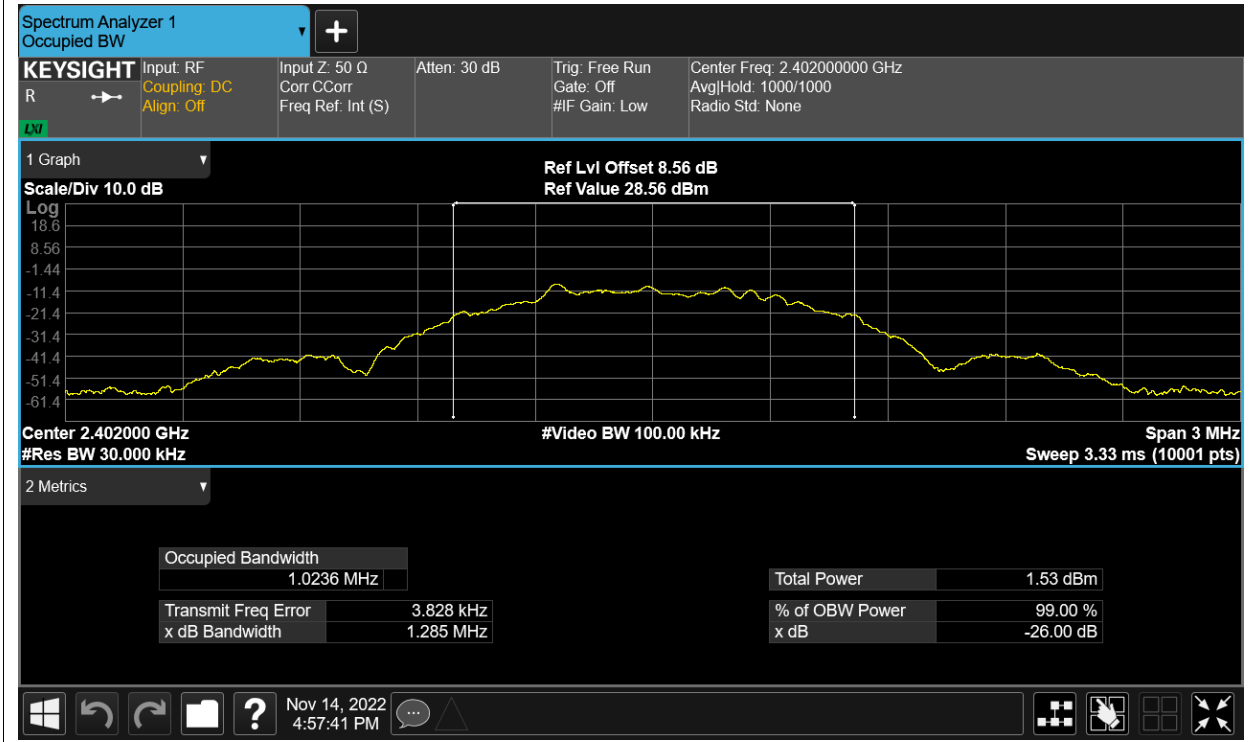 Spectrum Analyzer 1
Occupied BW
KEYSIGHT
R
LXI
Input: RF
Coupling: DC
Align: Off
Input Z: 50 Ω
Corr CCorr
Freq Ref: Int (S)
Atten: 30 dB
Trig: Free Run
Gate: Off
#IF Gain: Low
Center Freq: 2.402000000 GHz
Avg|Hold: 1000/1000
Radio Std: None
1 Graph
Scale/Div 10.0 dB
Ref Lvl Offset 8.56 dB
Ref Value 28.56 dBm
Log
18.6
8.56
-1.44
-11.4
-21.4
-31.4
-41.4
-51.4
-61.4
Center 2.402000 GHz
#Res BW 30.000 kHz
#Video BW 100.00 kHz
Span 3 MHz
Sweep 3.33 ms (10001 pts)
2 Metrics
Occupied Bandwidth
1.0236 MHz
Transmit Freq Error 3.828 kHz
x dB Bandwidth 1.285 MHz
Total Power 1.53 dBm
% of OBW Power 99.00 %
x dB -26.00 dB
?
Nov 14, 2022
4:57:41 PM